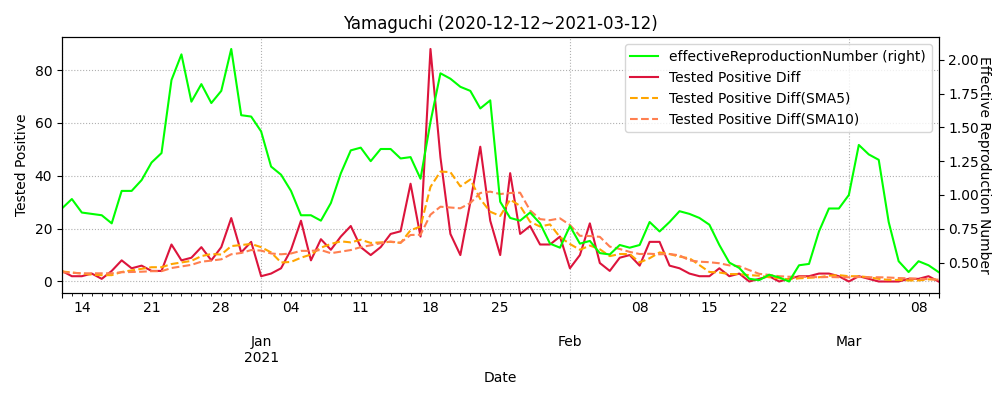 Yamaguchi (2020-12-12~2021-03-12)
effectiveReproductionNumber (right)
Tested Positive Diff
Tested Positive Diff(SMA5)
Tested Positive Diff(SMA10)
Tested Positive
80
60
40
20
0
2.00
1.75
1.50
1.25
1.00
0.75
0.50
Effective Reproduction Number
14 21 28 04 11 18 25 08 15 22 08
Jan Feb Mar
2021
Date